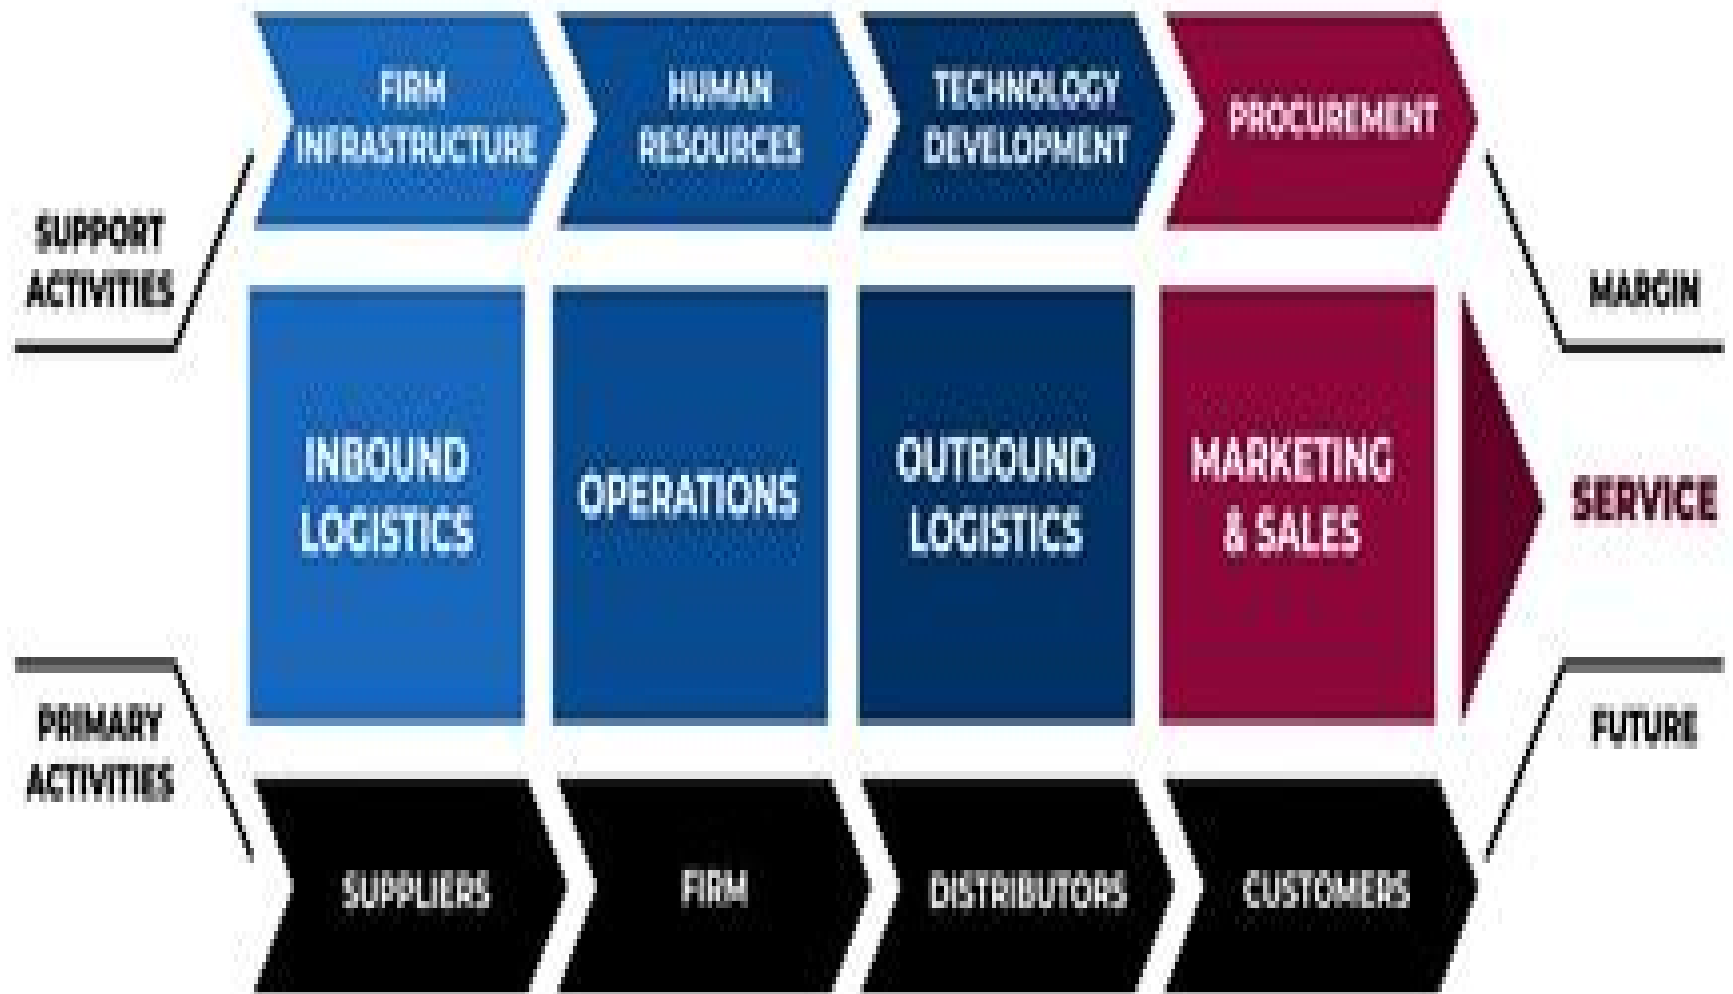 FIRM
INFRASTRUCTURE
HUMAN
RESOURCES
TECHNOLOGY
DEVELOPMENT
PROCUREMENT
SUPPORT
ACTIVITIES
MARGIN
INBOUND
LOGISTICS
OPERATIONS
OUTBOUND
LOGISTICS
MARKETING
& SALES
SERVICE
PRIMARY
ACTIVITIES
FUTURE
SUPPLIERS
FIRM
DISTRIBUTORS
CUSTOMERS